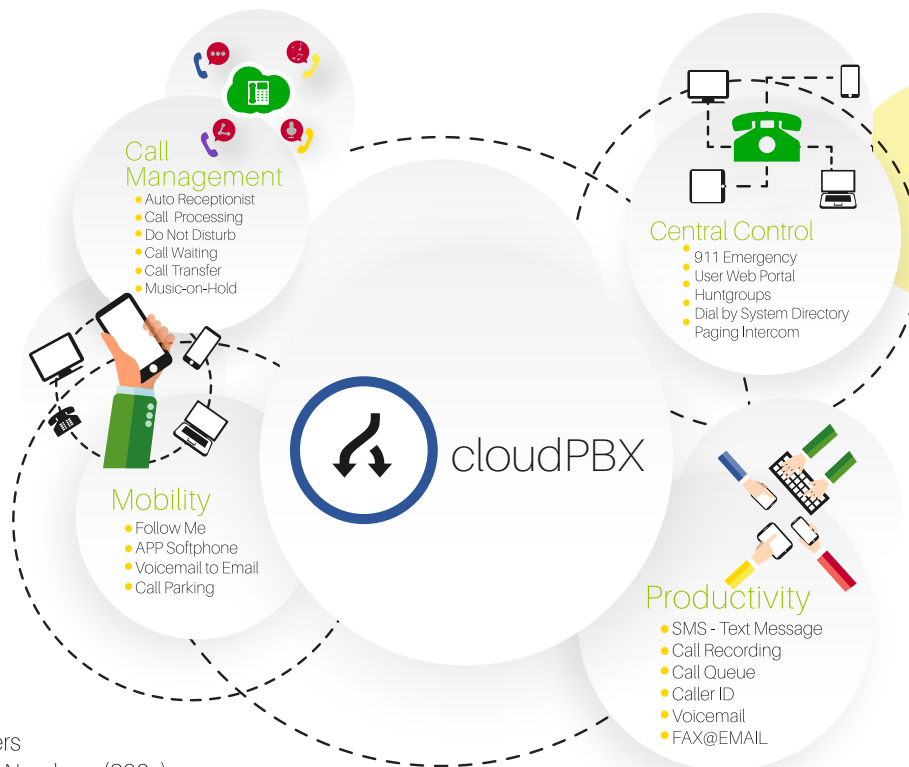 Call
Management
Auto Receptionist
Call Processing
Do Not Disturb
Call Waiting
Call Transfer
Music-on-Hold
Central Control
911 Emergency
User Web Portal
Huntgroups
Dial by System Directory
Paging Intercom
cloudPBX
Mobility
Follow Me
APP Softphone
Voicemail to Email
Call Parking
Productivity
SMS - Text Message
Call Recording
Call Queue
Caller ID
Voicemail
FAX@EMAIL